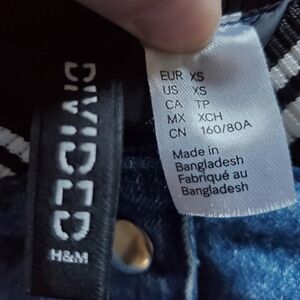 DIVIDED
H&M
EUR XS
US XS
CA TP
MX XCH
CN 160/80A
Made in
Bangladesh
Fabriqué au
Bangladesh